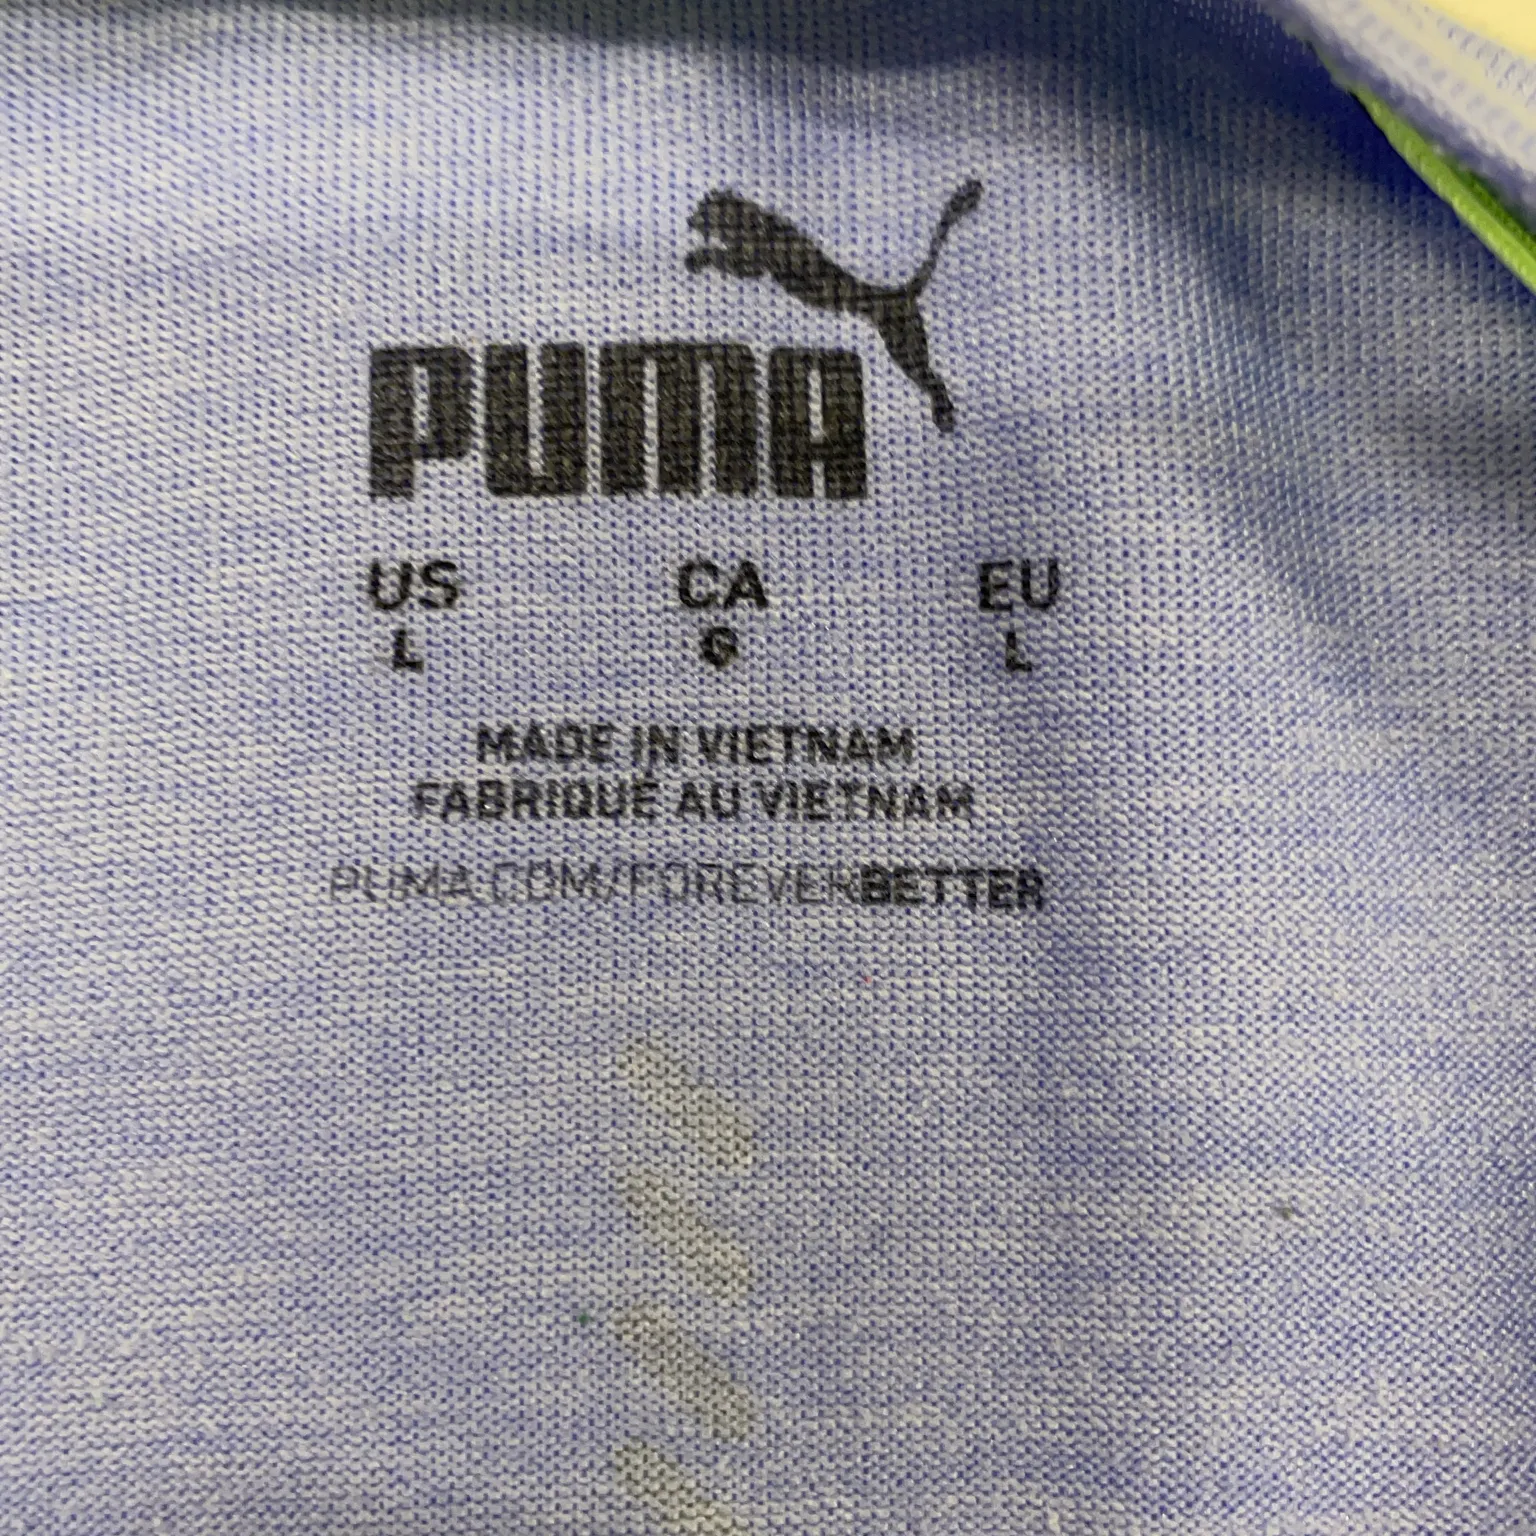 PUMA
US CA EU
L G L
MADE IN VIETNAM
FABRIQUÉ AU VIETNAM
PUMA.COM/FOREVERBETTER